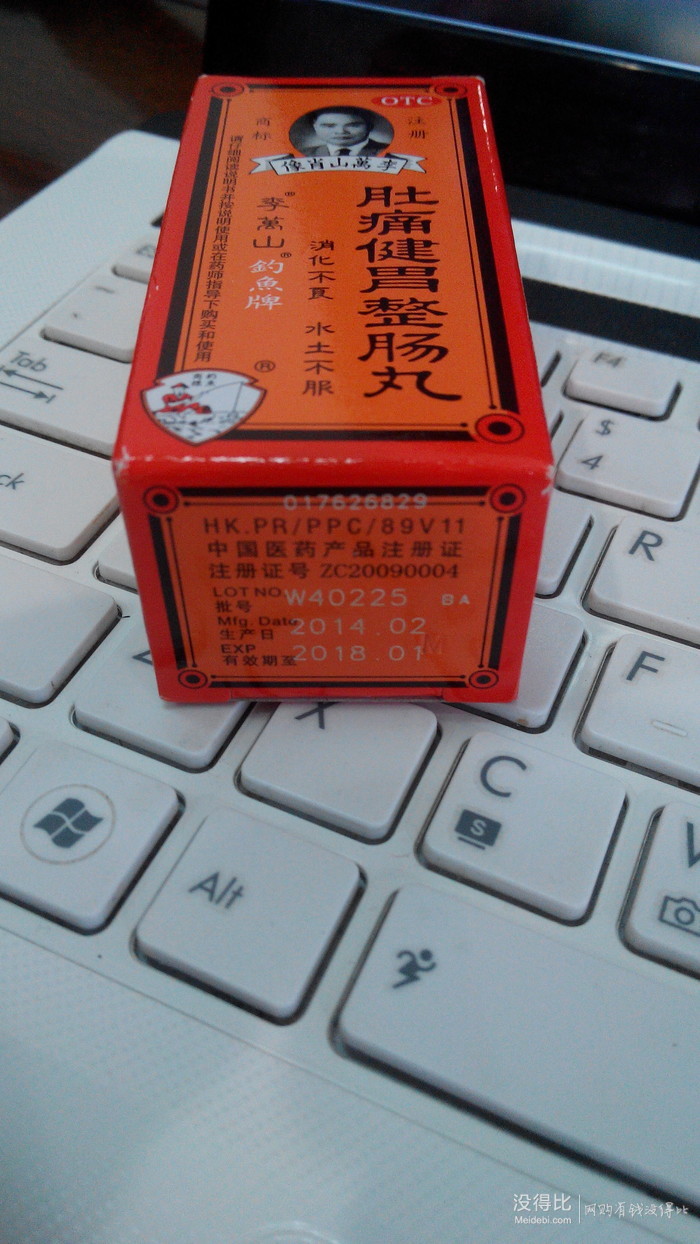 OTC
商标
注册
像肖山萬李
肚痛健胃整肠丸
消化不良 水土不服
李萬山®
釣魚牌®
请仔细阅读说明书并按说明使用或在药师指导下购买和使用
®
017626829
HK.PR/PPC/89V11
中国医药产品注册证
注册证号 ZC20090004
LOT NO W40225 BA
批号
Mfg. Date 2014.02
生产日
EXP 2018.01
有效期至
M
Tab
F4
$
4
R
F
X
C
S
Alt
没得比 网购有钱没得比
Meidebi.com